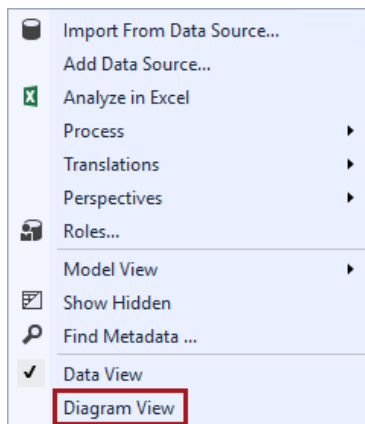 Import From Data Source...
Add Data Source...
Analyze in Excel
Process
Translations
Perspectives
Roles...
Model View
Show Hidden
Find Metadata ...
Data View
Diagram View